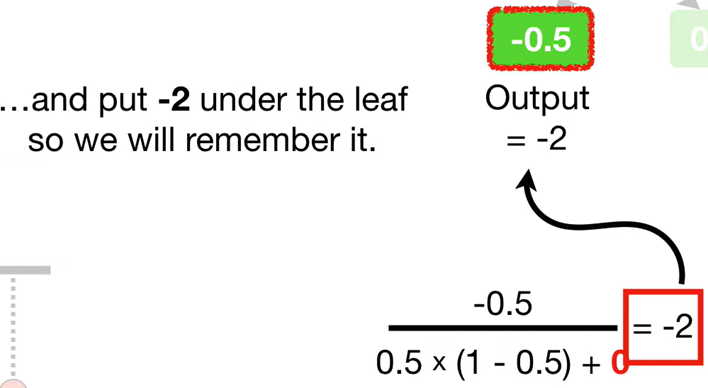 -0.5
0
…and put -2 under the leaf
so we will remember it.
Output
= -2
-0.5
0.5 × (1 - 0.5) + 0
= -2